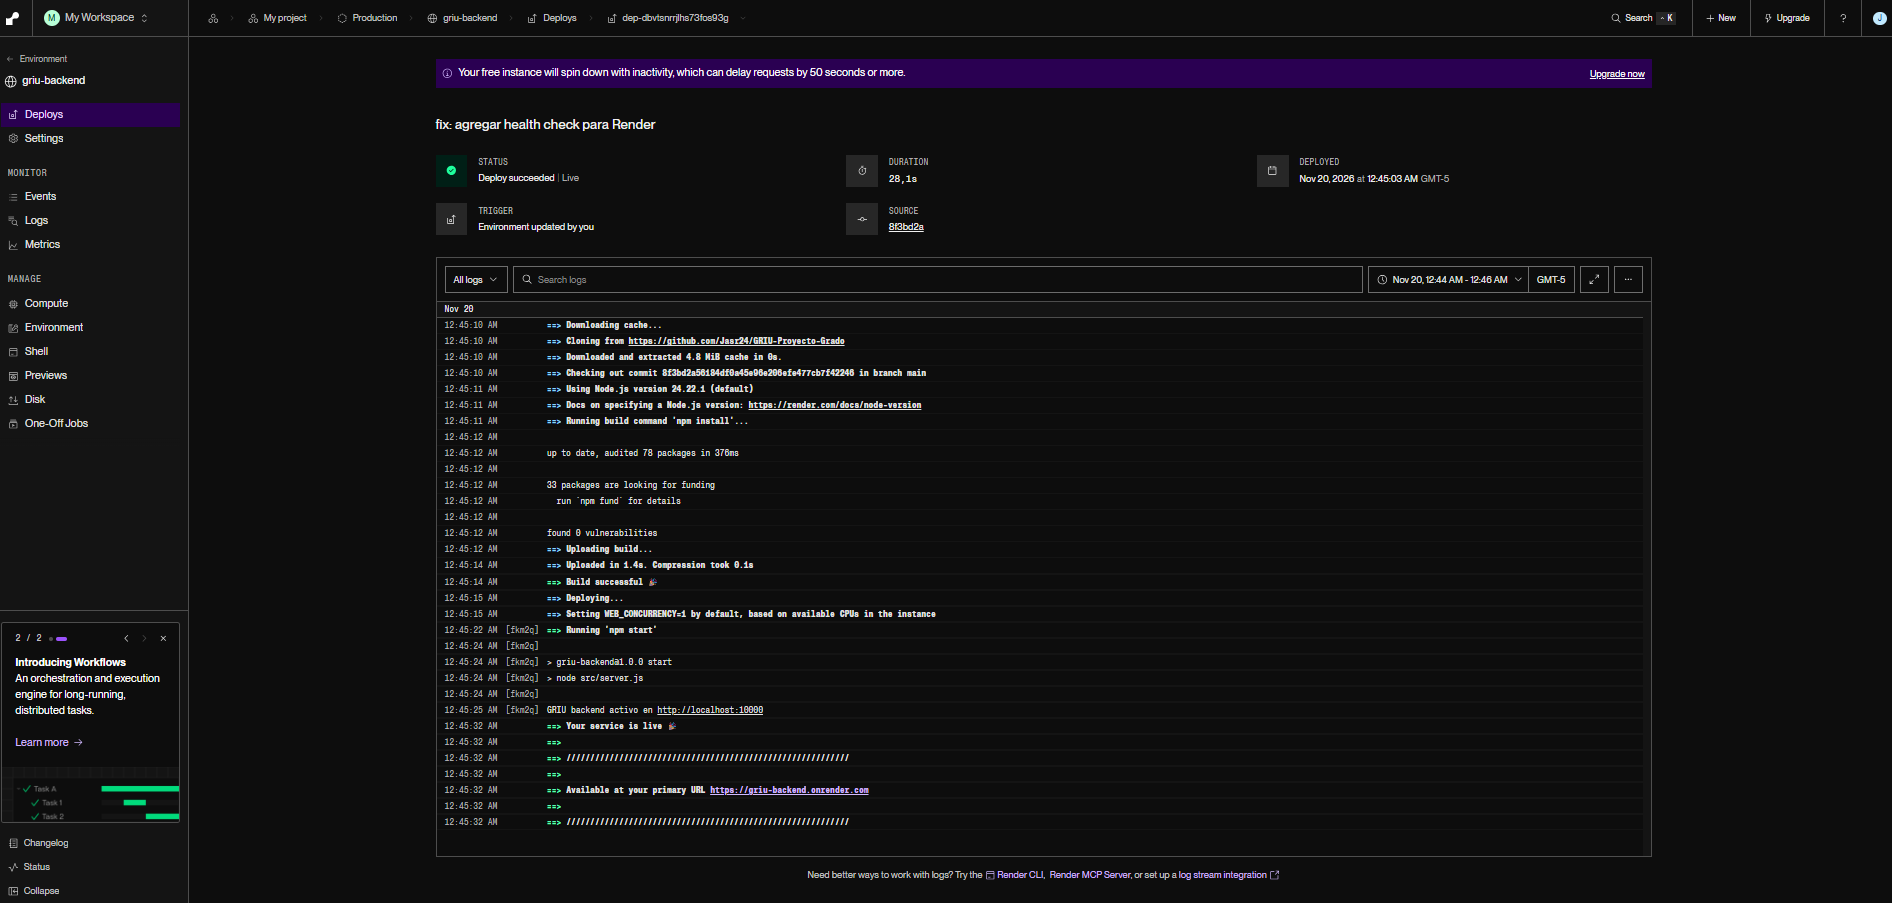 M My Workspace
My project
Production
griu-backend
Deploys
dep-dbvtsnrrjlhs73fos93g
Search
K
+ New
Upgrade
?
J
← Environment
griu-backend
Deploys
Settings
MONITOR
Events
Logs
Metrics
MANAGE
Compute
Environment
Shell
Previews
Disk
One-Off Jobs
2 / 2
Introducing Workflows
An orchestration and execution
engine for long-running,
distributed tasks.
Learn more →
Task A
Task 1
Task 2
Changelog
Status
Collapse
Your free instance will spin down with inactivity, which can delay requests by 50 seconds or more.
Upgrade now
fix: agregar health check para Render
STATUS
Deploy succeeded | Live
DURATION
28,1s
DEPLOYED
Nov 20, 2026 at 12:45:03 AM GMT-5
TRIGGER
Environment updated by you
SOURCE
8f3bd2a
All logs
Search logs
Nov 20, 12:44 AM - 12:46 AM
GMT-5
...
Nov 20
12:45:10 AM ==> Downloading cache...
12:45:10 AM ==> Cloning from https://github.com/Jasr24/GRIU-Proyecto-Grado
12:45:10 AM ==> Downloaded and extracted 4.8 MiB cache in 0s.
12:45:10 AM ==> Checking out commit 8f3bd2a56184df0a45e96e206efe477cb7f42246 in branch main
12:45:11 AM ==> Using Node.js version 24.22.1 (default)
12:45:11 AM ==> Docs on specifying a Node.js version: https://render.com/docs/node-version
12:45:11 AM ==> Running build command 'npm install'...
12:45:12 AM
12:45:12 AM up to date, audited 78 packages in 376ms
12:45:12 AM
12:45:12 AM 33 packages are looking for funding
12:45:12 AM run `npm fund` for details
12:45:12 AM
12:45:12 AM found 0 vulnerabilities
12:45:12 AM ==> Uploading build...
12:45:14 AM ==> Uploaded in 1.4s. Compression took 0.1s
12:45:14 AM ==> Build successful 🎉
12:45:15 AM ==> Deploying...
12:45:15 AM ==> Setting WEB_CONCURRENCY=1 by default, based on available CPUs in the instance
12:45:22 AM [fkm2q] ==> Running 'npm start'
12:45:24 AM [fkm2q]
12:45:24 AM [fkm2q] > griu-backend@1.0.0 start
12:45:24 AM [fkm2q] > node src/server.js
12:45:24 AM [fkm2q]
12:45:25 AM [fkm2q] GRIU backend activo en http://localhost:10000
12:45:32 AM ==> Your service is live 🎉
12:45:32 AM ==>
12:45:32 AM ==> ///////////////////////////////////////////////////////////
12:45:32 AM ==>
12:45:32 AM ==> Available at your primary URL https://griu-backend.onrender.com
12:45:32 AM ==>
12:45:32 AM ==> ///////////////////////////////////////////////////////////
Need better ways to work with logs? Try the Render CLI, Render MCP Server, or set up a log stream integration